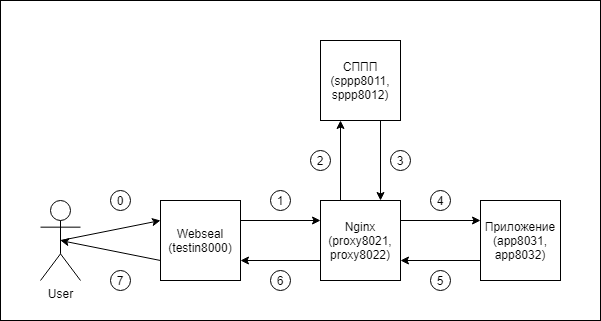 СППП
(sppp8011,
sppp8012)
2
3
0
1
4
Webseal
(testin8000)
Nginx
(proxy8021,
proxy8022)
Приложение
(app8031,
app8032)
7
6
5
User